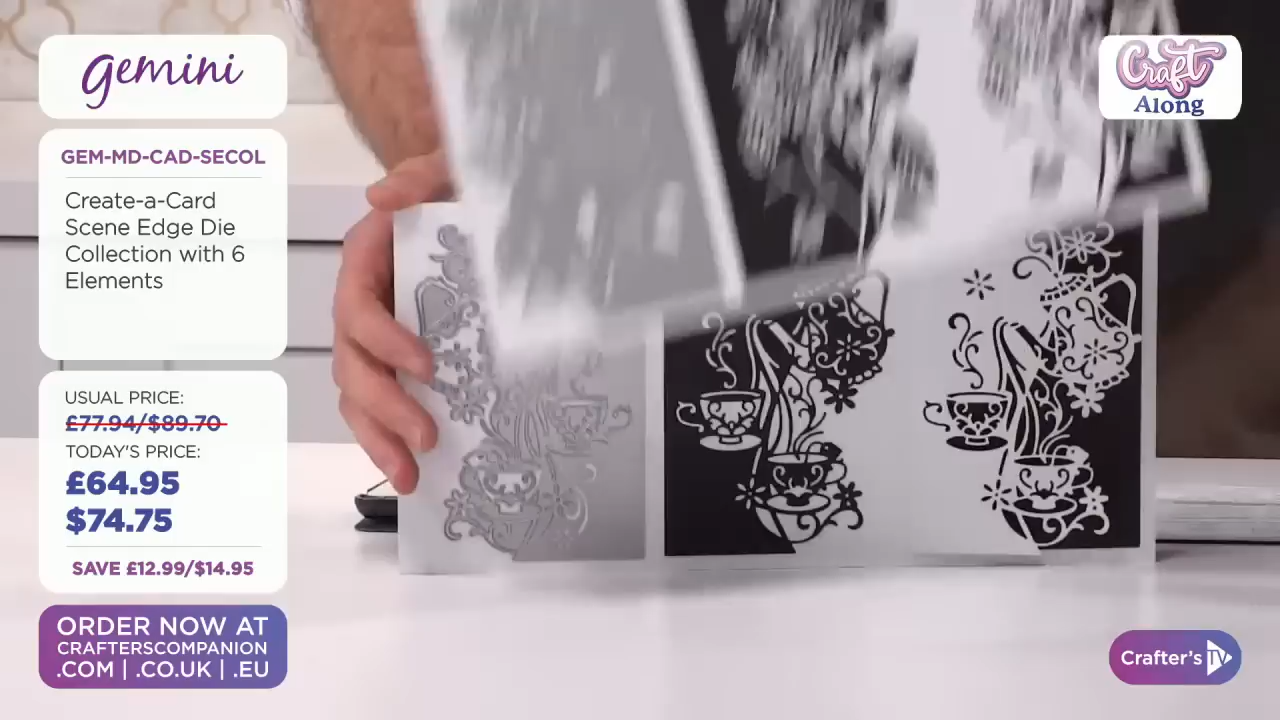 gemini
GEM-MD-CAD-SECOL
Create-a-Card
Scene Edge Die
Collection with 6
Elements
USUAL PRICE:
£77.94/$89.70
TODAY'S PRICE:
£64.95
$74.75
SAVE £12.99/$14.95
ORDER NOW AT
CRAFTERSCOMPANION
.COM | .CO.UK | .EU
Craft
Along
Crafter's TV